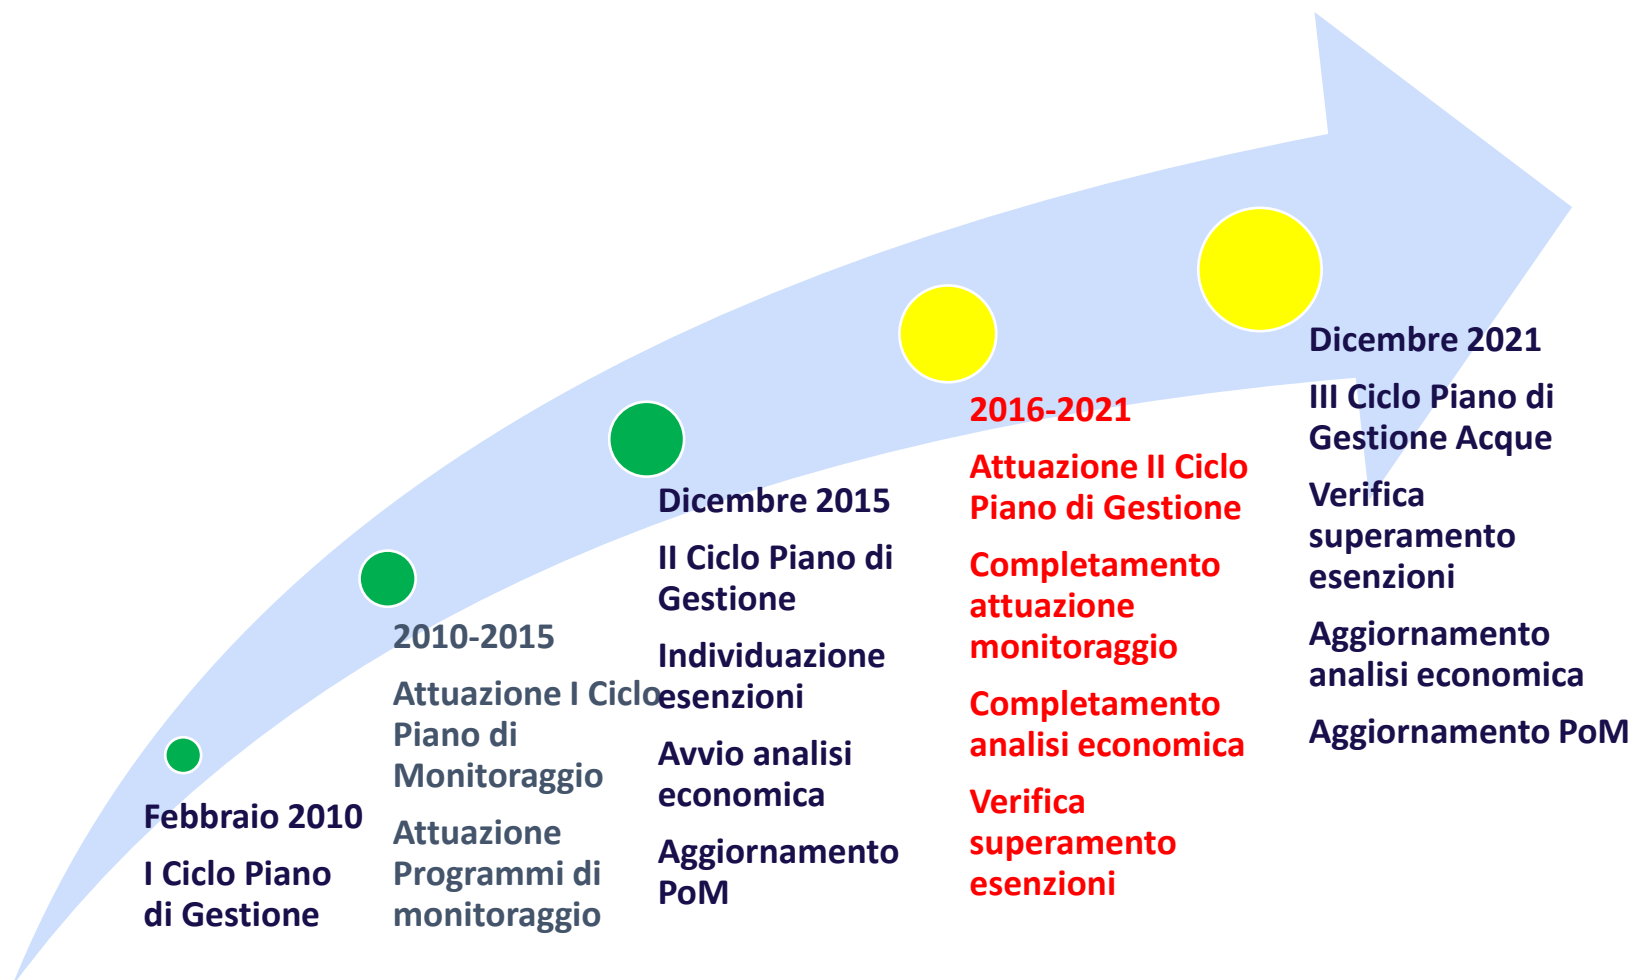 Febbraio 2010
I Ciclo Piano
di Gestione
2010-2015
Attuazione I Ciclo
Piano di
Monitoraggio
Attuazione
Programmi di
monitoraggio
Dicembre 2015
II Ciclo Piano di
Gestione
Individuazione
esenzioni
Avvio analisi
economica
Aggiornamento
PoM
2016-2021
Attuazione II Ciclo
Piano di Gestione
Completamento
attuazione
monitoraggio
Completamento
analisi economica
Verifica
superamento
esenzioni
Dicembre 2021
III Ciclo Piano di
Gestione Acque
Verifica
superamento
esenzioni
Aggiornamento
analisi economica
Aggiornamento PoM